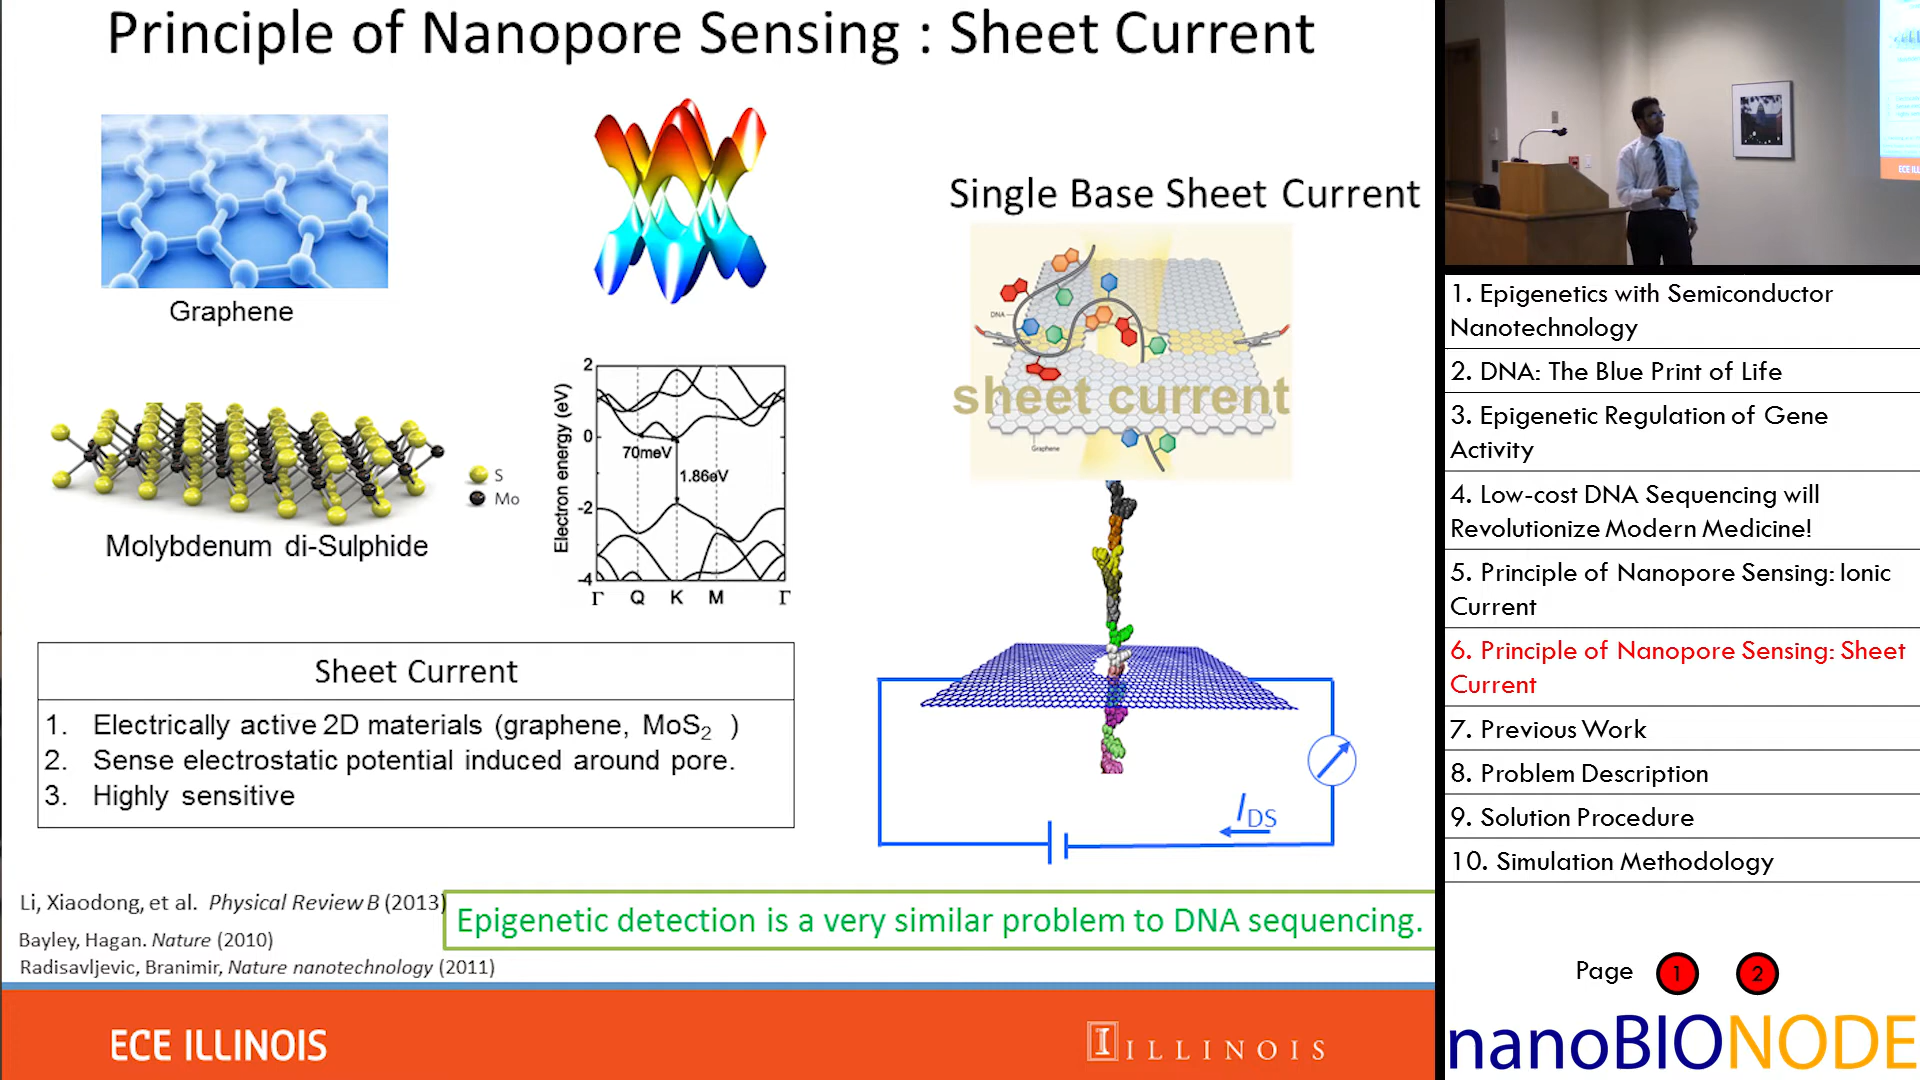 Principle of Nanopore Sensing : Sheet Current
Graphene
Single Base Sheet Current
DNA
sheet current
Graphene
S
Mo
Molybdenum di-Sulphide
Electron energy (eV)
2
0
-2
-4
70meV
1.86eV
Γ Q K M Γ
Sheet Current
1. Electrically active 2D materials (graphene, MoS₂ )
2. Sense electrostatic potential induced around pore.
3. Highly sensitive
I_DS
Li, Xiaodong, et al. Physical Review B (2013)
Bayley, Hagan. Nature (2010)
Radisavljevic, Branimir, Nature nanotechnology (2011)
Epigenetic detection is a very similar problem to DNA sequencing.
ECE ILLINOIS
I ILLINOIS
ECE ILL
1. Epigenetics with Semiconductor
Nanotechnology
2. DNA: The Blue Print of Life
3. Epigenetic Regulation of Gene
Activity
4. Low-cost DNA Sequencing will
Revolutionize Modern Medicine!
5. Principle of Nanopore Sensing: Ionic
Current
6. Principle of Nanopore Sensing: Sheet
Current
7. Previous Work
8. Problem Description
9. Solution Procedure
10. Simulation Methodology
Page 1 2
nanoBIONODE